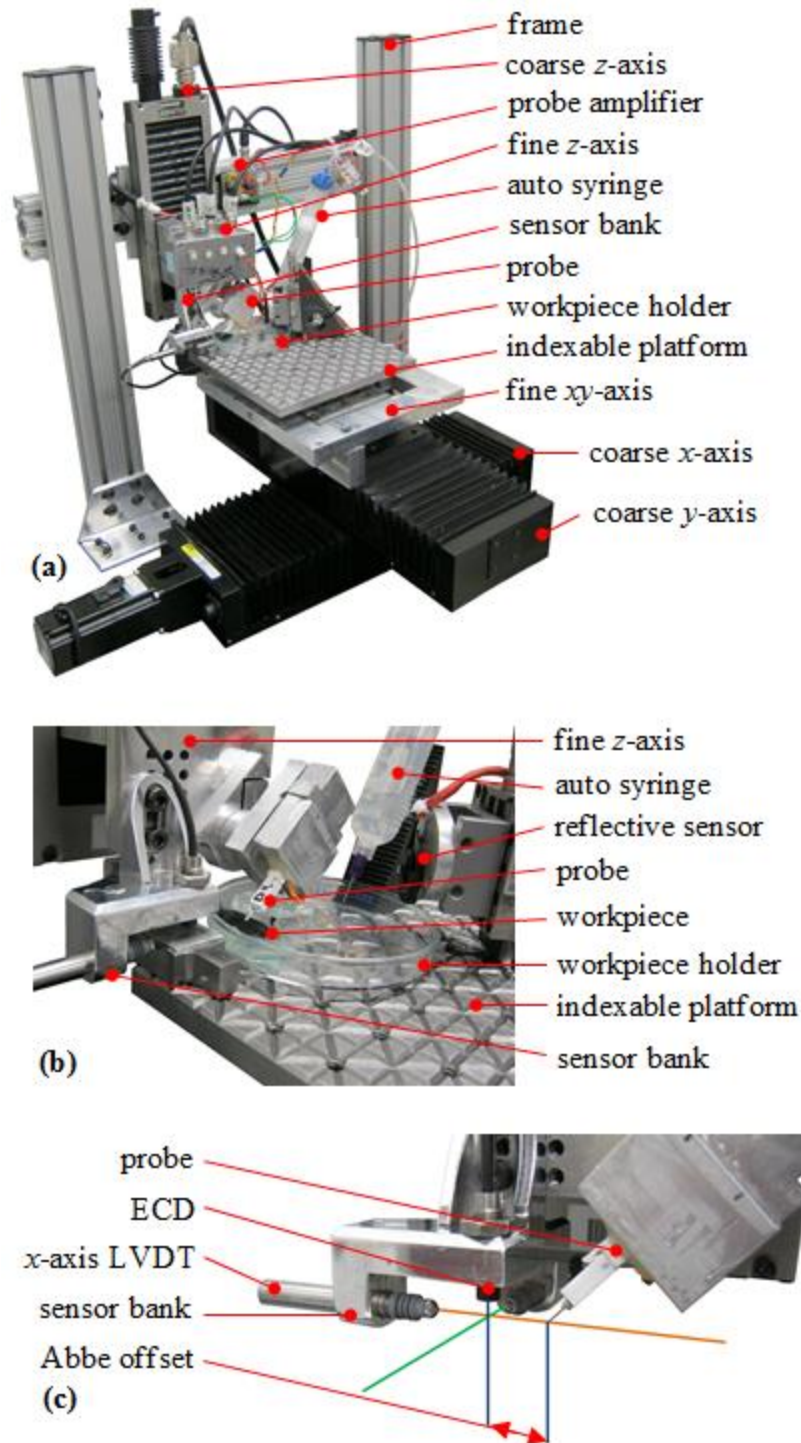 frame
coarse z-axis
probe amplifier
fine z-axis
auto syringe
sensor bank
probe
workpiece holder
indexable platform
fine xy-axis
coarse x-axis
coarse y-axis
(a)
fine z-axis
auto syringe
reflective sensor
probe
workpiece
workpiece holder
indexable platform
sensor bank
(b)
probe
ECD
x-axis LVDT
sensor bank
Abbe offset
(c)